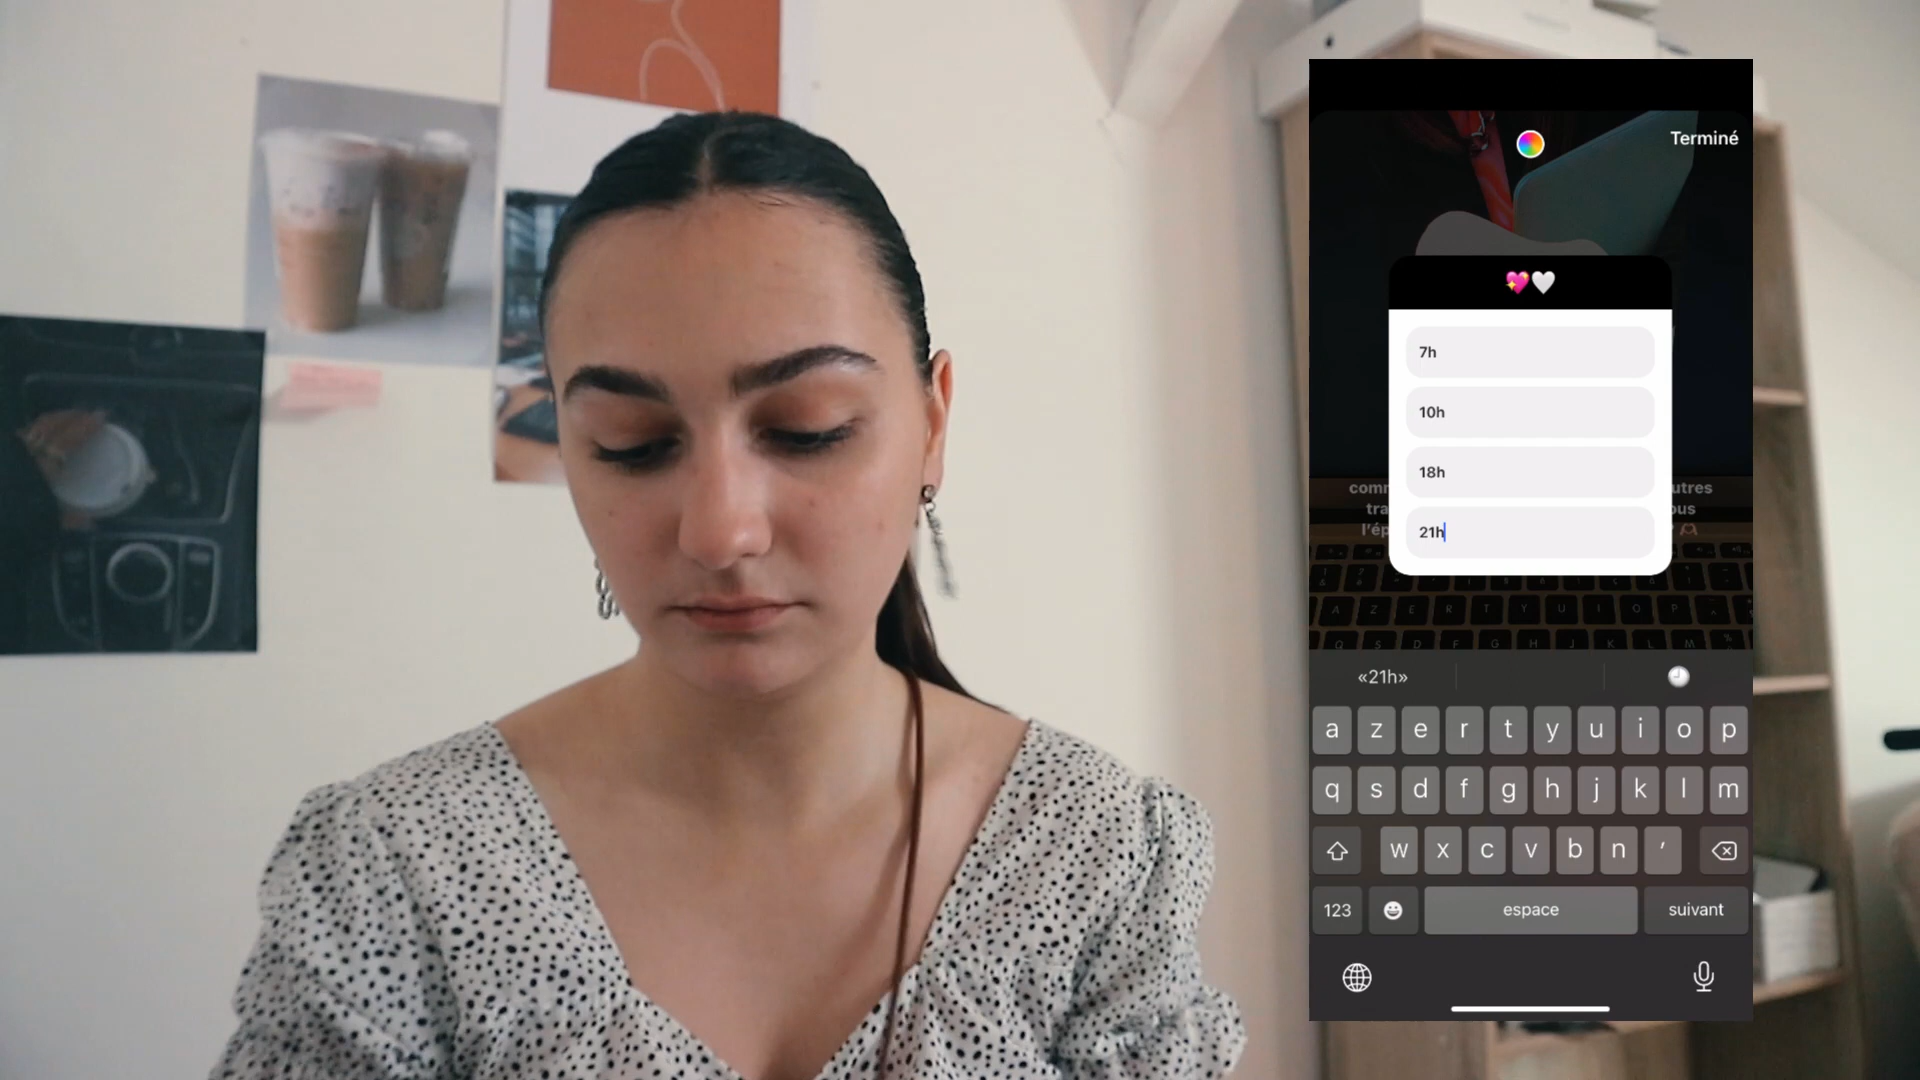 Terminé
💖🤍
7h
10h
18h
21h
«21h»
a z e r t y u i o p
q s d f g h j k l m
w x c v b n ’
123 espace suivant